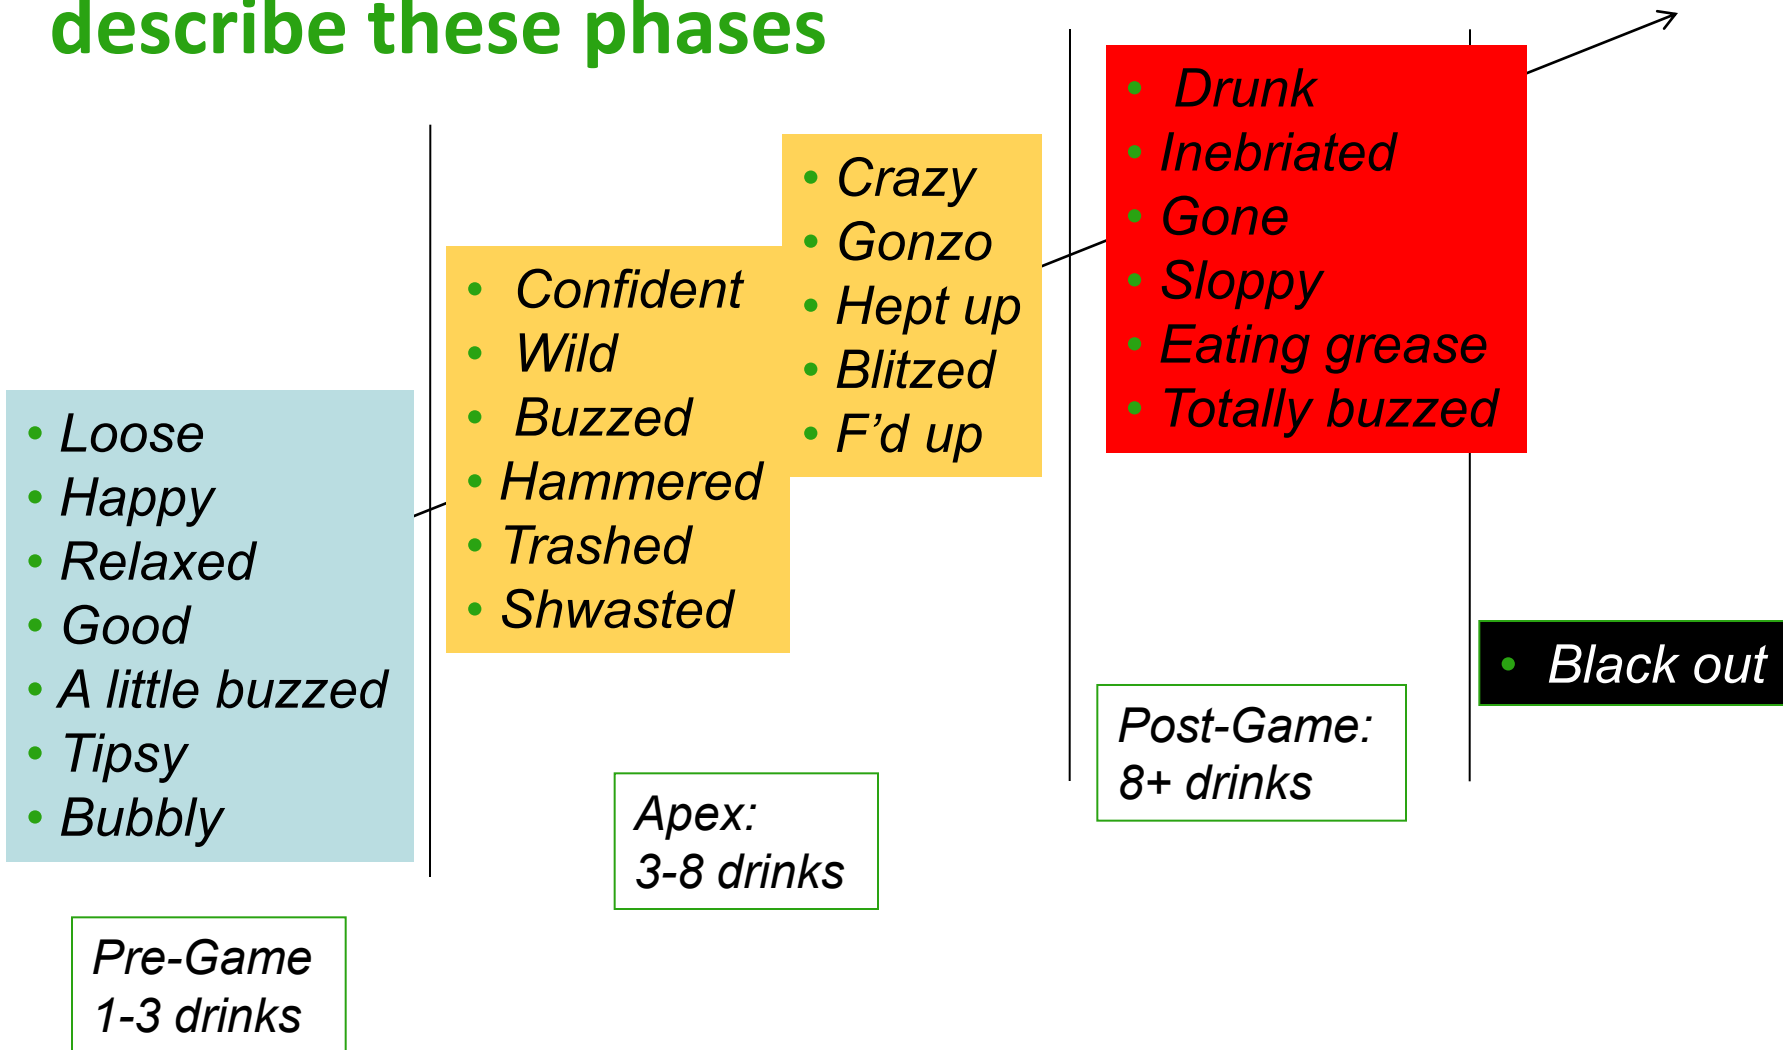 describe these phases
• Loose
• Happy
• Relaxed
• Good
• A little buzzed
• Tipsy
• Bubbly
Pre-Game
1-3 drinks
• Confident
• Wild
• Buzzed
• Hammered
• Trashed
• Shwasted
• Crazy
• Gonzo
• Hept up
• Blitzed
• F’d up
Apex:
3-8 drinks
• Drunk
• Inebriated
• Gone
• Sloppy
• Eating grease
• Totally buzzed
Post-Game:
8+ drinks
• Black out